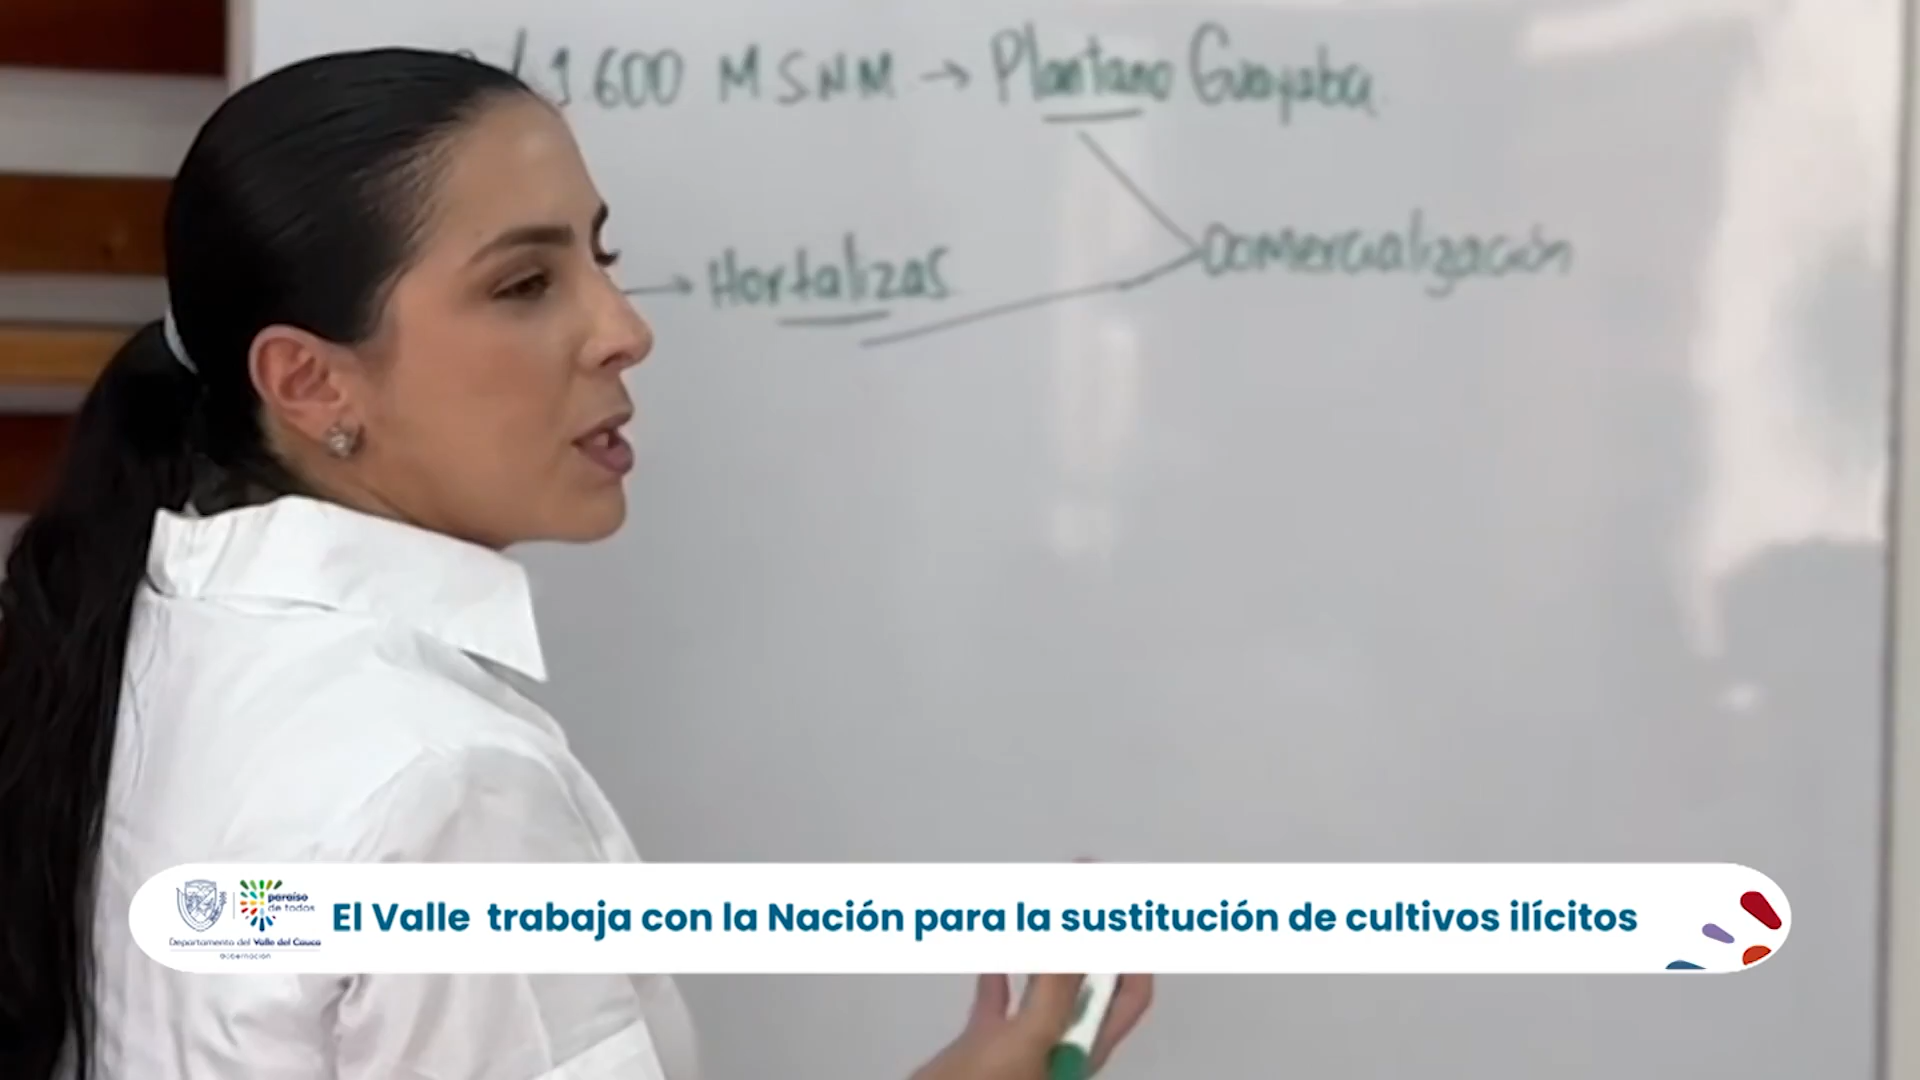 1.600 MSNM → Plantano Guayaba
→ Hortalizas
Comercialización
paraíso
de todos
Departamento del Valle del Cauca
Gobernación
El Valle trabaja con la Nación para la sustitución de cultivos ilícitos